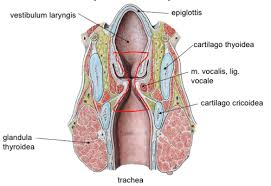 vestibulum laryngis
epiglottis
cartilago thyoidea
m. vocalis, lig.
vocale
cartilago cricoidea
glandula
thyroidea
trachea